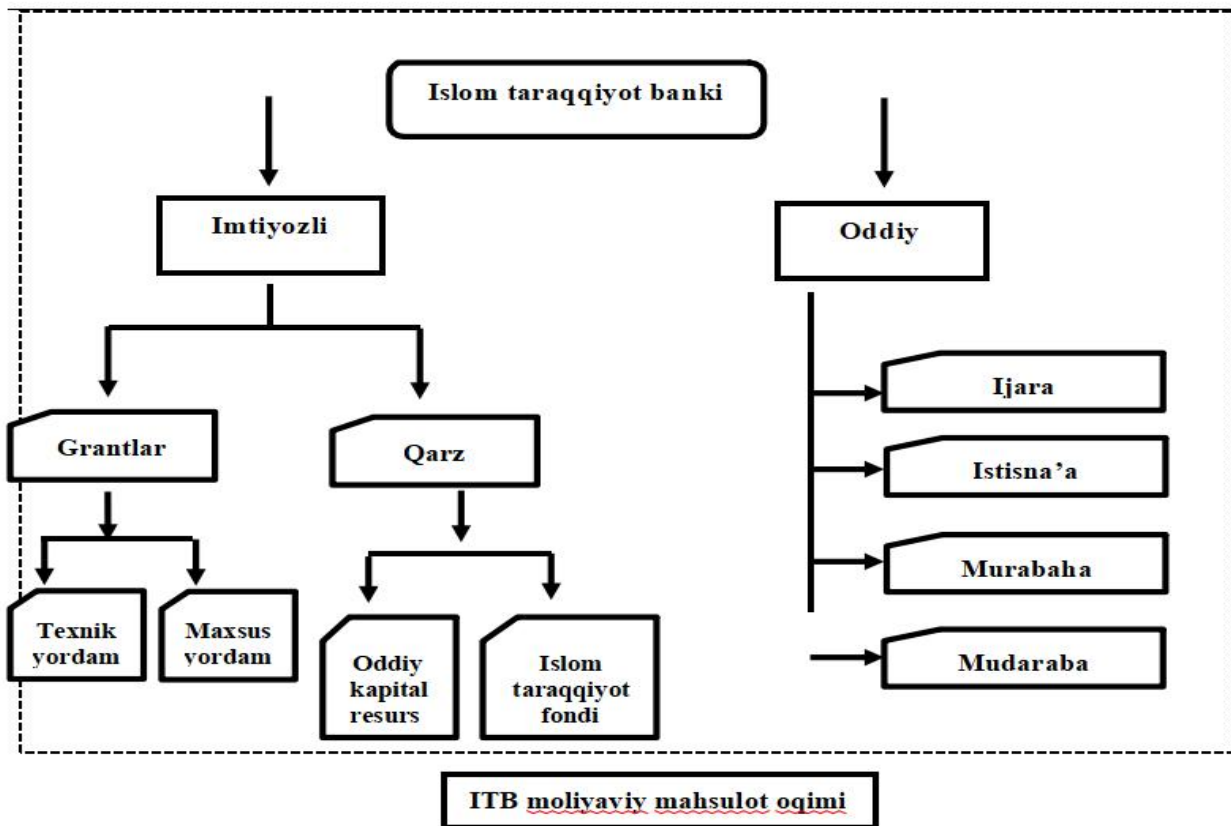 Islom taraqqiyot banki
Imtiyozli
Oddiy
Grantlar
Qarz
Texnik
yordam
Maxsus
yordam
Oddiy
kapital
resurs
Islom
taraqqiyot
fondi
Ijara
Istisna’a
Murabaha
Mudaraba
ITB moliyaviy mahsulot oqimi